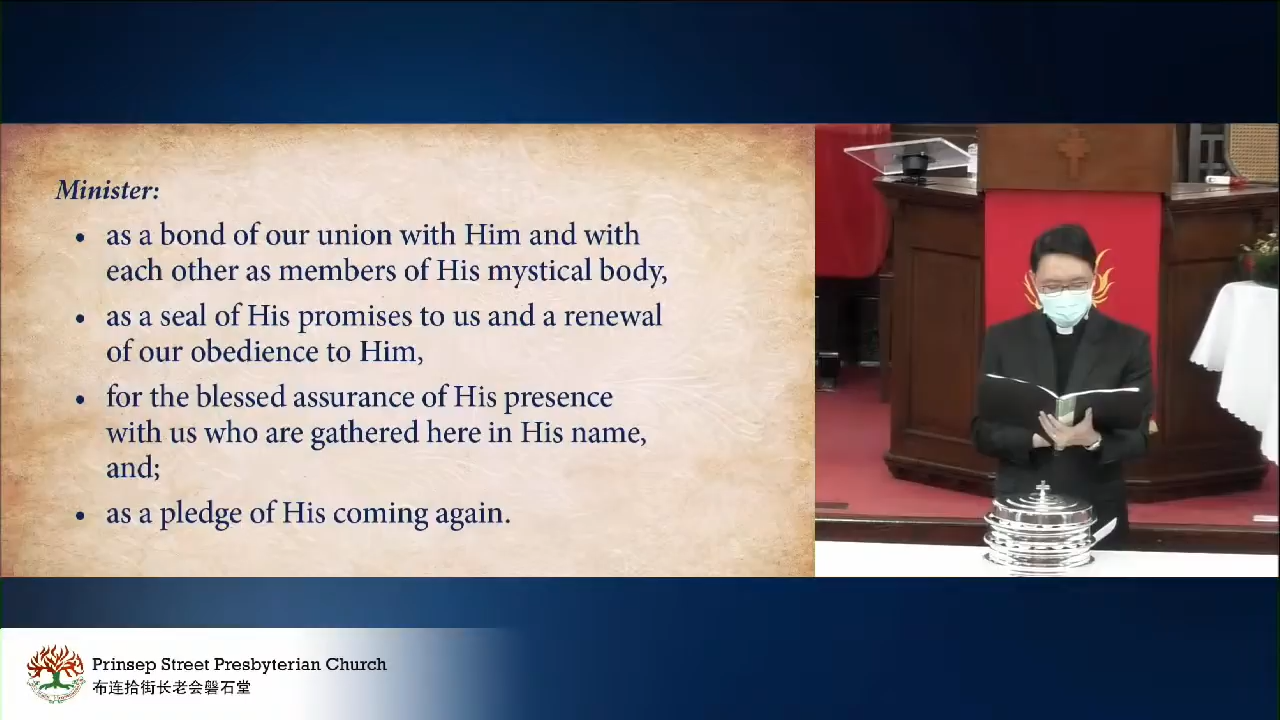 Minister:
• as a bond of our union with Him and with
each other as members of His mystical body,
• as a seal of His promises to us and a renewal
of our obedience to Him,
• for the blessed assurance of His presence
with us who are gathered here in His name,
and;
• as a pledge of His coming again.
Prinsep Street Presbyterian Church
布连拾街长老会磐石堂